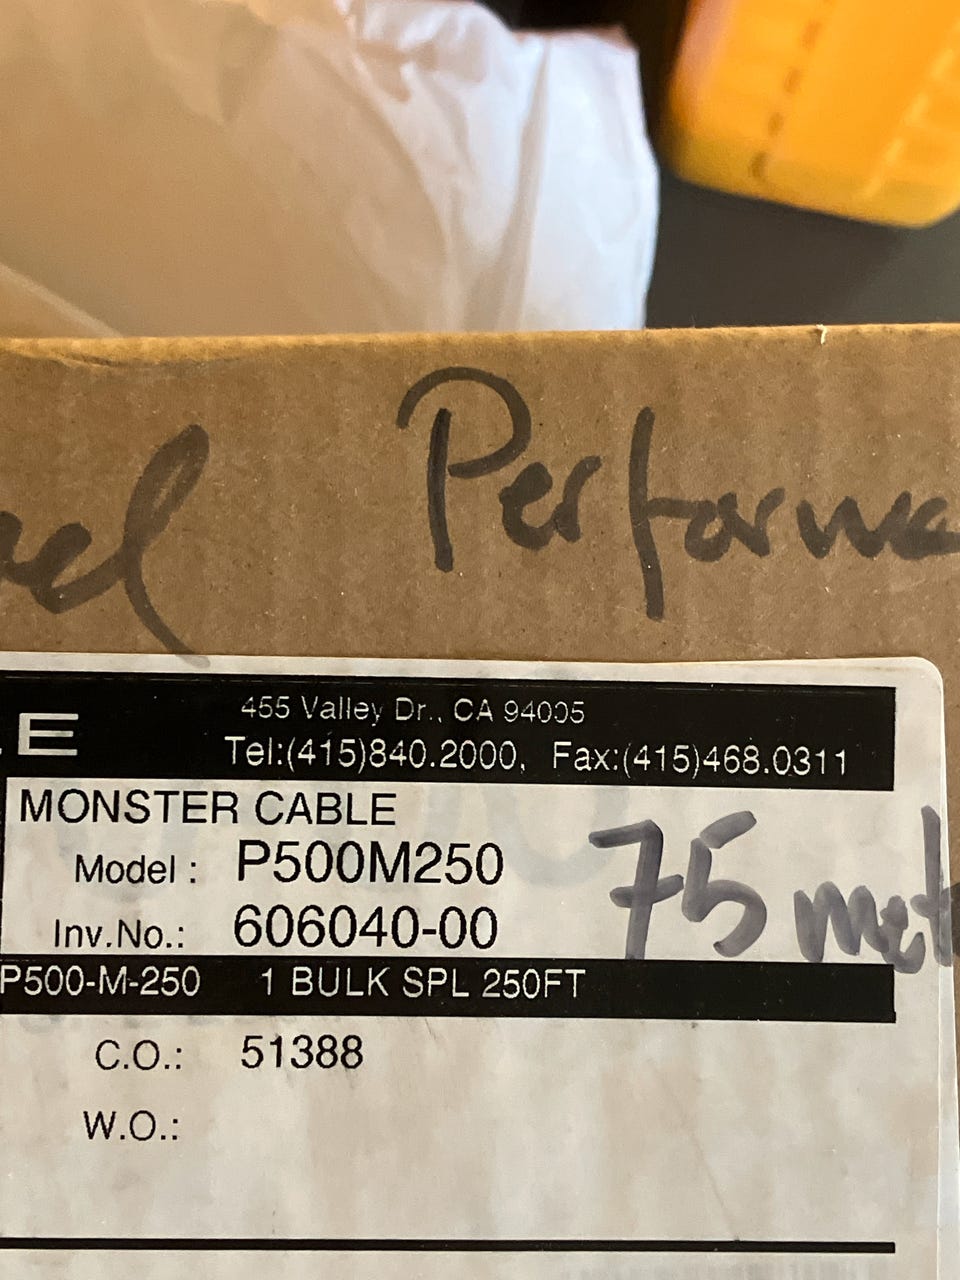 Performa
E
455 Valley Dr., CA 94005
Tel:(415)840.2000, Fax:(415)468.0311
MONSTER CABLE
Model : P500M250
75 met
Inv.No.: 606040-00
P500-M-250 1 BULK SPL 250FT
C.O.: 51388
W.O.: